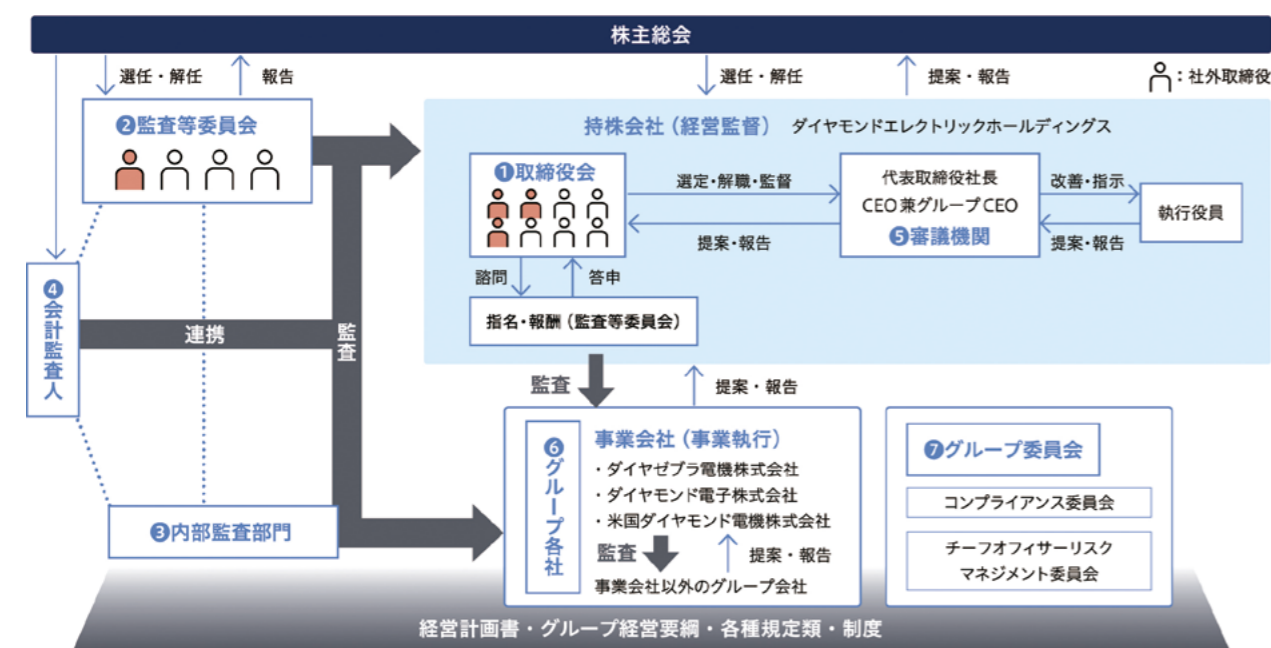 株主総会
選任・解任
報告
選任・解任
提案・報告
：社外取締役
❷監査等委員会
持株会社（経営監督） ダイヤモンドエレクトリックホールディングス
❶取締役会
選定・解職・監督
提案・報告
代表取締役社長
CEO兼グループCEO
❺審議機関
改善・指示
提案・報告
執行役員
諮問
答申
指名・報酬（監査等委員会）
❹会計監査人
連携
監査
監査
提案・報告
❸内部監査部門
❻グループ各社
事業会社（事業執行）
・ダイヤゼブラ電機株式会社
・ダイヤモンド電子株式会社
・米国ダイヤモンド電機株式会社
監査
提案・報告
事業会社以外のグループ会社
❼グループ委員会
コンプライアンス委員会
チーフオフィサーリスク
マネジメント委員会
経営計画書・グループ経営要綱・各種規定類・制度